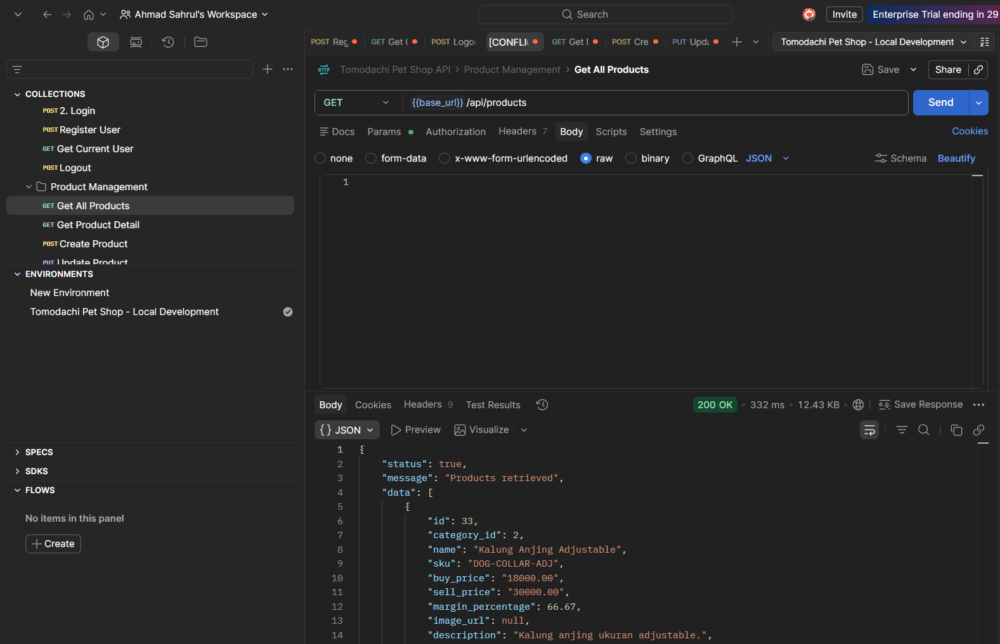 Ahmad Sahrul's Workspace
Search
Invite
Enterprise Trial ending in 29
POST Reg
GET Get
POST Logou
[CONFLI
GET Get
POST Cre
PUT Upda
Tomodachi Pet Shop - Local Development
Tomodachi Pet Shop API > Product Management > Get All Products
Save
Share
COLLECTIONS
POST 2. Login
POST Register User
GET Get Current User
POST Logout
Product Management
GET Get All Products
GET Get Product Detail
POST Create Product
PUT Update Product
ENVIRONMENTS
New Environment
Tomodachi Pet Shop - Local Development
SPECS
SDKS
FLOWS
No items in this panel
Create
GET
{{base_url}} /api/products
Send
Docs
Params
Authorization
Headers 7
Body
Scripts
Settings
Cookies
none
form-data
x-www-form-urlencoded
raw
binary
GraphQL
JSON
Schema
Beautify
1
Body
Cookies
Headers 9
Test Results
200 OK
332 ms
12.43 KB
e.g.
Save Response
{} JSON
Preview
Visualize
1 {
2 "status": true,
3 "message": "Products retrieved",
4 "data": [
5 {
6 "id": 33,
7 "category_id": 2,
8 "name": "Kalung Anjing Adjustable",
9 "sku": "DOG-COLLAR-ADJ",
10 "buy_price": "18000.00",
11 "sell_price": "30000.00",
12 "margin_percentage": 66.67,
13 "image_url": null,
14 "description": "Kalung anjing ukuran adjustable.",